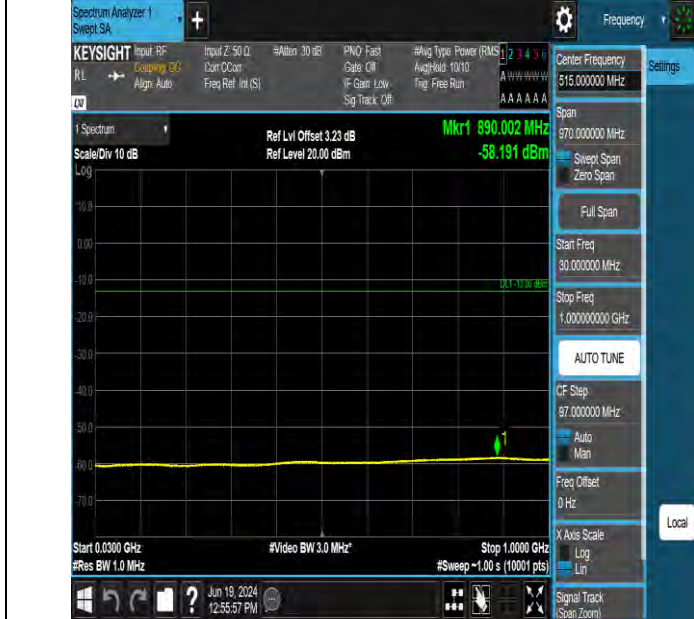 Spectrum Analyzer 1
Swept SA
Frequency
KEYSIGHT
RL
Input: RF
Coupling: DC
Align: Auto
Input Z: 50 Ω
Corr CCorr
Freq Ref: Int (S)
#Atten: 30 dB
PNO: Fast
Gate: Off
IF Gain: Low
Sig Track: Off
#Avg Type: Power (RMS
Avg|Hold: 10/10
Trig: Free Run
1 2 3 4 5 6
A W W W W W
A A A A A A
LXI
1 Spectrum
Scale/Div 10 dB
Log
Ref Lvl Offset 3.23 dB
Ref Level 20.00 dBm
Mkr1 890.002 MHz
-58.191 dBm
10.0
0.00
-10.0
-20.0
-30.0
-40.0
-50.0
-60.0
-70.0
DL1 -13.00 dBm
1
Start 0.0300 GHz
#Res BW 1.0 MHz
#Video BW 3.0 MHz*
Stop 1.0000 GHz
#Sweep ~1.00 s (10001 pts)
Jun 19, 2024
12:55:57 PM
Center Frequency
515.000000 MHz
Settings
Span
970.000000 MHz
Swept Span
Zero Span
Full Span
Start Freq
30.000000 MHz
Stop Freq
1.000000000 GHz
AUTO TUNE
CF Step
97.000000 MHz
Auto
Man
Freq Offset
0 Hz
X Axis Scale
Log
Lin
Signal Track
(Span Zoom)
Local